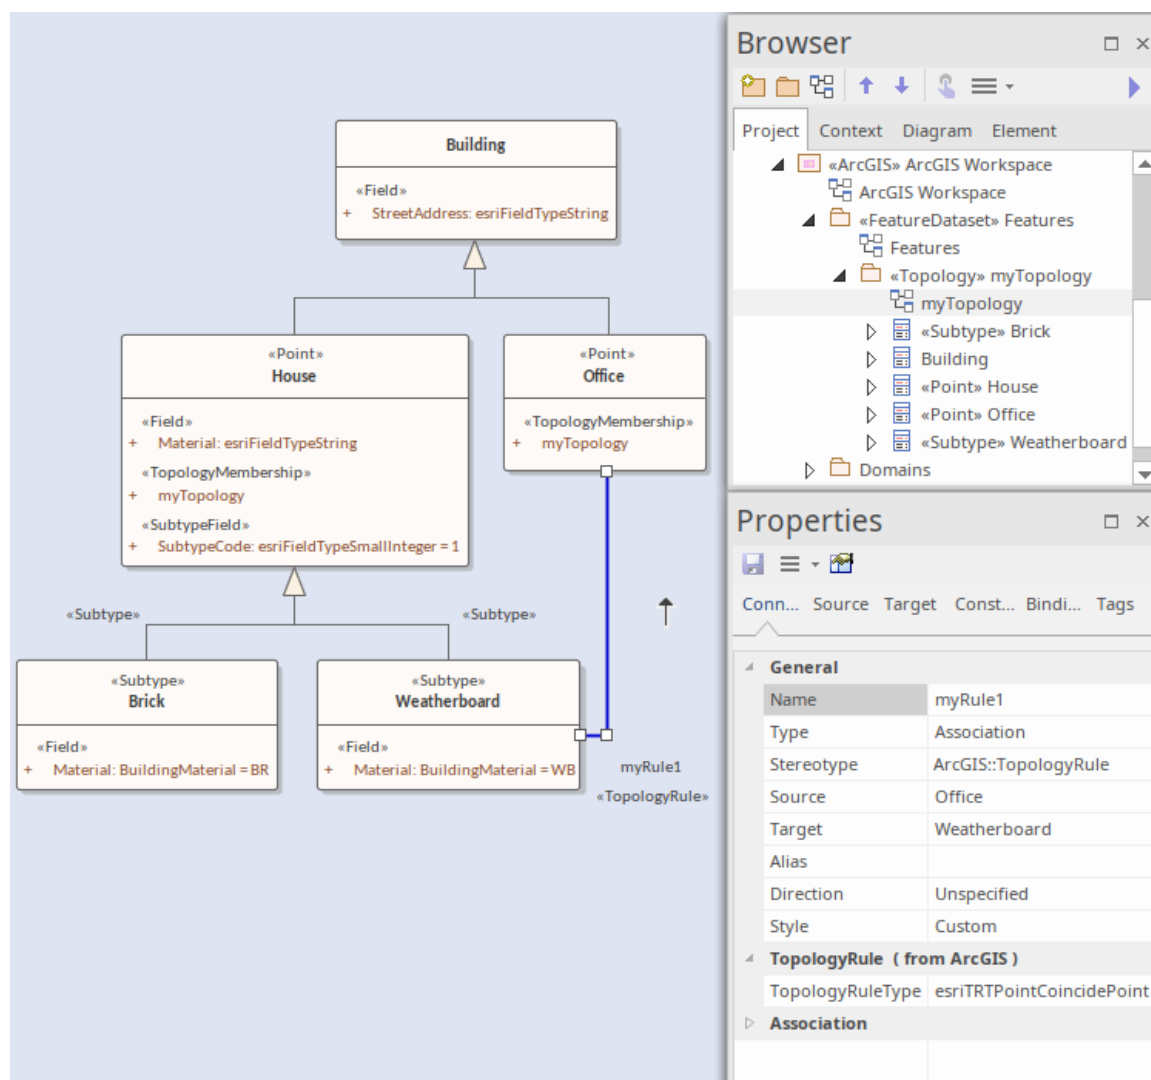 Building
«Field»
+ StreetAddress: esriFieldTypeString
«Point»
House
«Field»
+ Material: esriFieldTypeString
«TopologyMembership»
+ myTopology
«SubtypeField»
+ SubtypeCode: esriFieldTypeSmallInteger = 1
«Point»
Office
«TopologyMembership»
+ myTopology
«Subtype»
«Subtype»
«Subtype»
Brick
«Field»
+ Material: BuildingMaterial = BR
«Subtype»
Weatherboard
«Field»
+ Material: BuildingMaterial = WB
myRule1
«TopologyRule»
Browser
Project Context Diagram Element
«ArcGIS» ArcGIS Workspace
ArcGIS Workspace
«FeatureDataset» Features
Features
«Topology» myTopology
myTopology
«Subtype» Brick
Building
«Point» House
«Point» Office
«Subtype» Weatherboard
Domains
Properties
Conn... Source Target Const... Bindi... Tags
General
Name myRule1
Type Association
Stereotype ArcGIS::TopologyRule
Source Office
Target Weatherboard
Alias
Direction Unspecified
Style Custom
TopologyRule ( from ArcGIS )
TopologyRuleType esriTRTPointCoincidePoint
Association